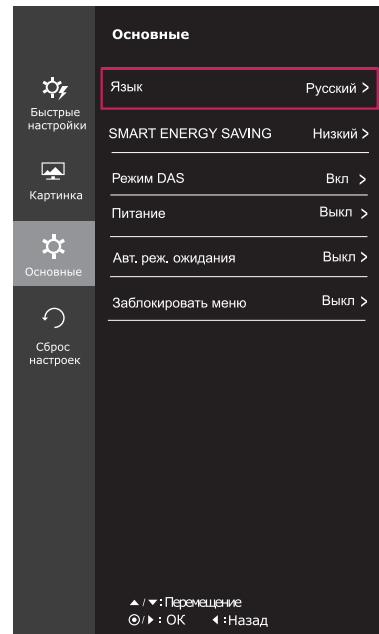 Основные
Быстрые
настройки
Картинка
Основные
Сброс
настроек
Язык Русский >
SMART ENERGY SAVING Низкий >
Режим DAS Вкл >
Питание Выкл >
Авт. реж. ожидания Выкл >
Заблокировать меню Выкл >
▲ / ▼ : Перемещение
◉/▶ : ОК ◀ :Назад